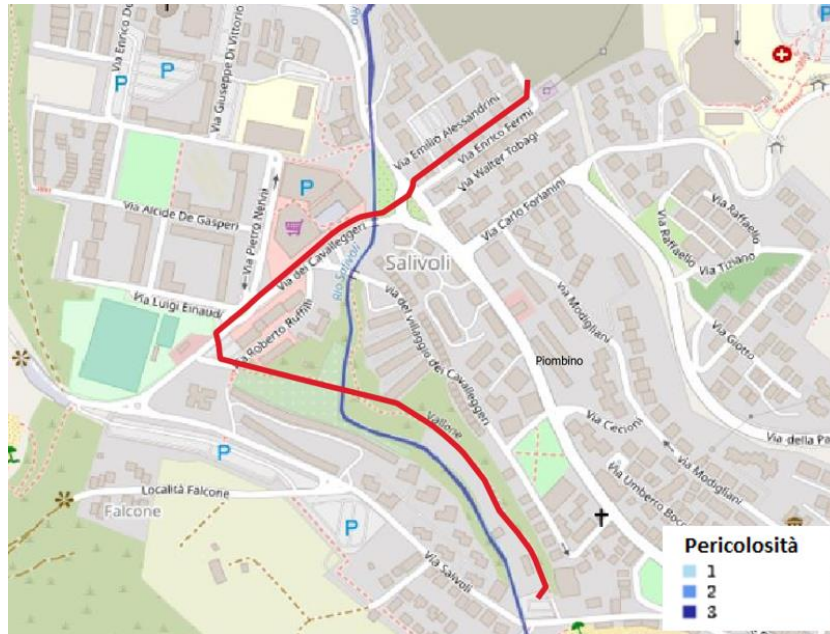 Via Enrico De
P
P
Via Giuseppe Di Vittorio
Rio
P
Via Emilio Alessandrini
Via Enrico Fermi
Via Walter Tobagi
Via Alcide De Gasperi
P
Via Pietro Nenni
Via Carlo Forlanini
Via Raffaello
Via Raffaello
Via Tiziano
Via dei Cavalleggeri
Salivoli
Rio Salivoli
Via Luigi Einaudi
Via Roberto Ruffilli
Via del villaggio dei Cavalleggeri
Via Modigliani
Via Giotto
Piombino
Vallone
Via Cecioni
Via della Pa
P
Via Modigliani
Località Falcone
Falcone
P
Via Umberto Bocc
Via Salivoli
Pericolosità
1
2
3